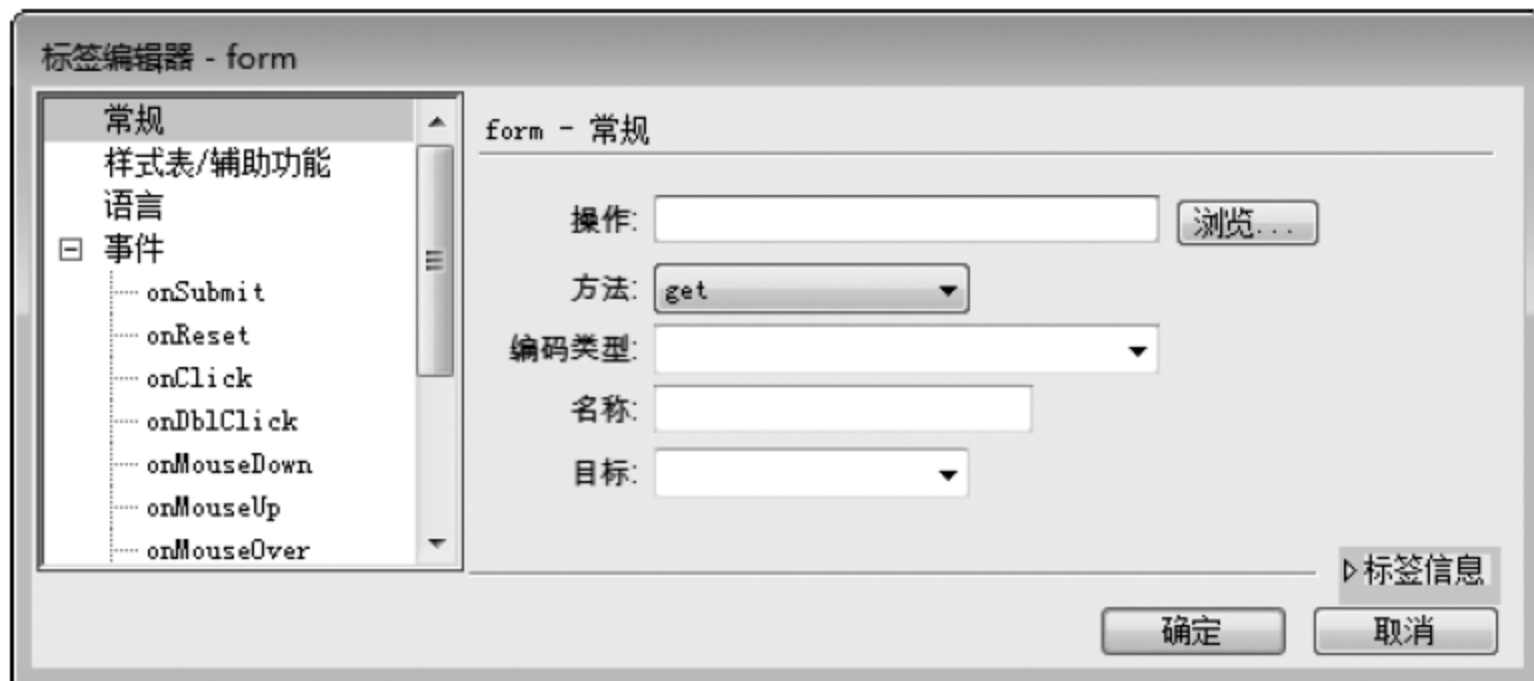 标签编辑器 - form
常规
样式表/辅助功能
语言
事件
onSubmit
onReset
onClick
onDblClick
onMouseDown
onMouseUp
onMouseOver
form - 常规
操作:
浏览...
方法: get
编码类型:
名称:
目标:
标签信息
确定 取消